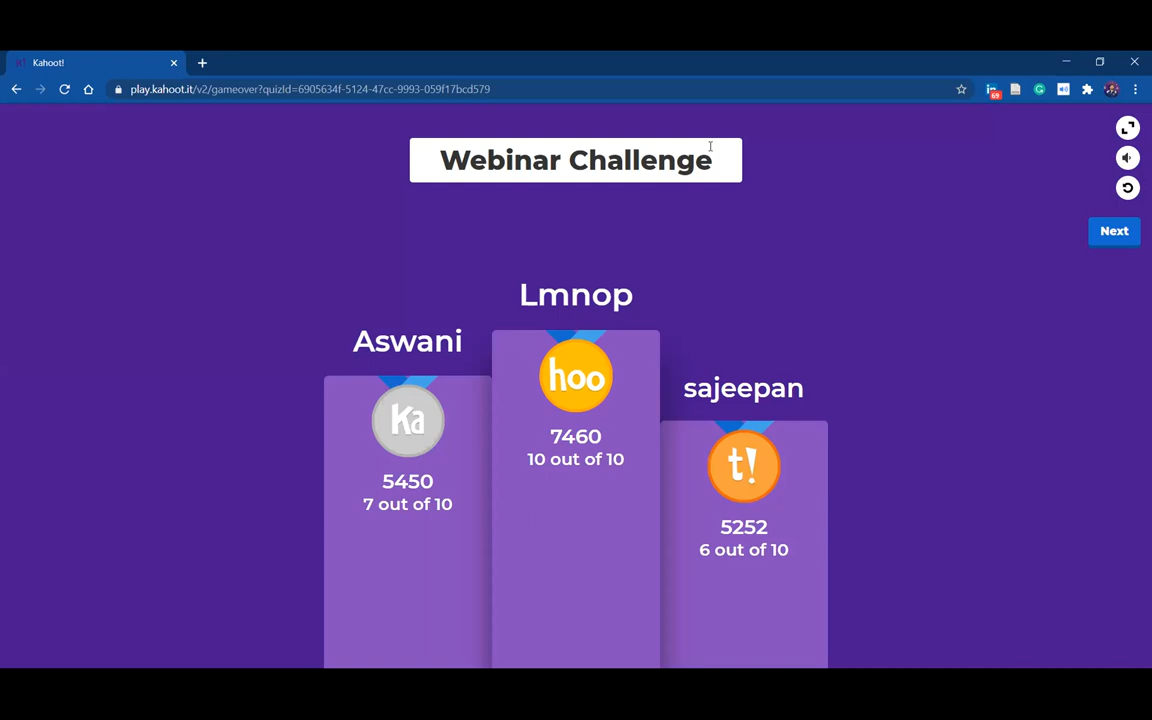 Kahoot!
play.kahoot.it/v2/gameover?quizId=6905634f-5124-47cc-9993-059f17bcd579
69
Webinar Challenge
Next
Lmnop
Aswani
sajeepan
hoo
7460
10 out of 10
Ka
5450
7 out of 10
t!
5252
6 out of 10